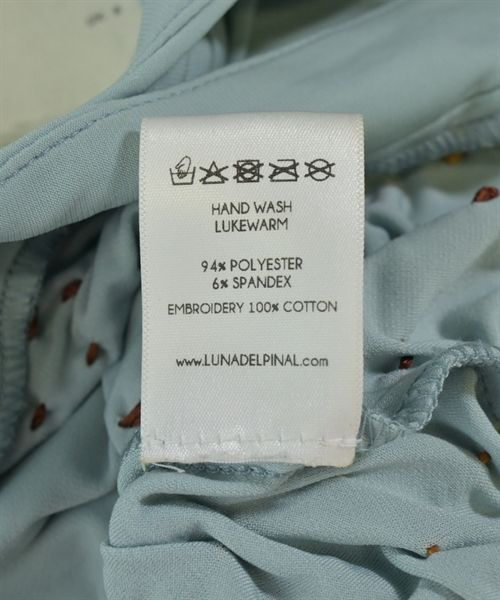 HAND WASH
LUKEWARM
94% POLYESTER
6% SPANDEX
EMBROIDERY 100% COTTON
www.LUNADELPINAL.com